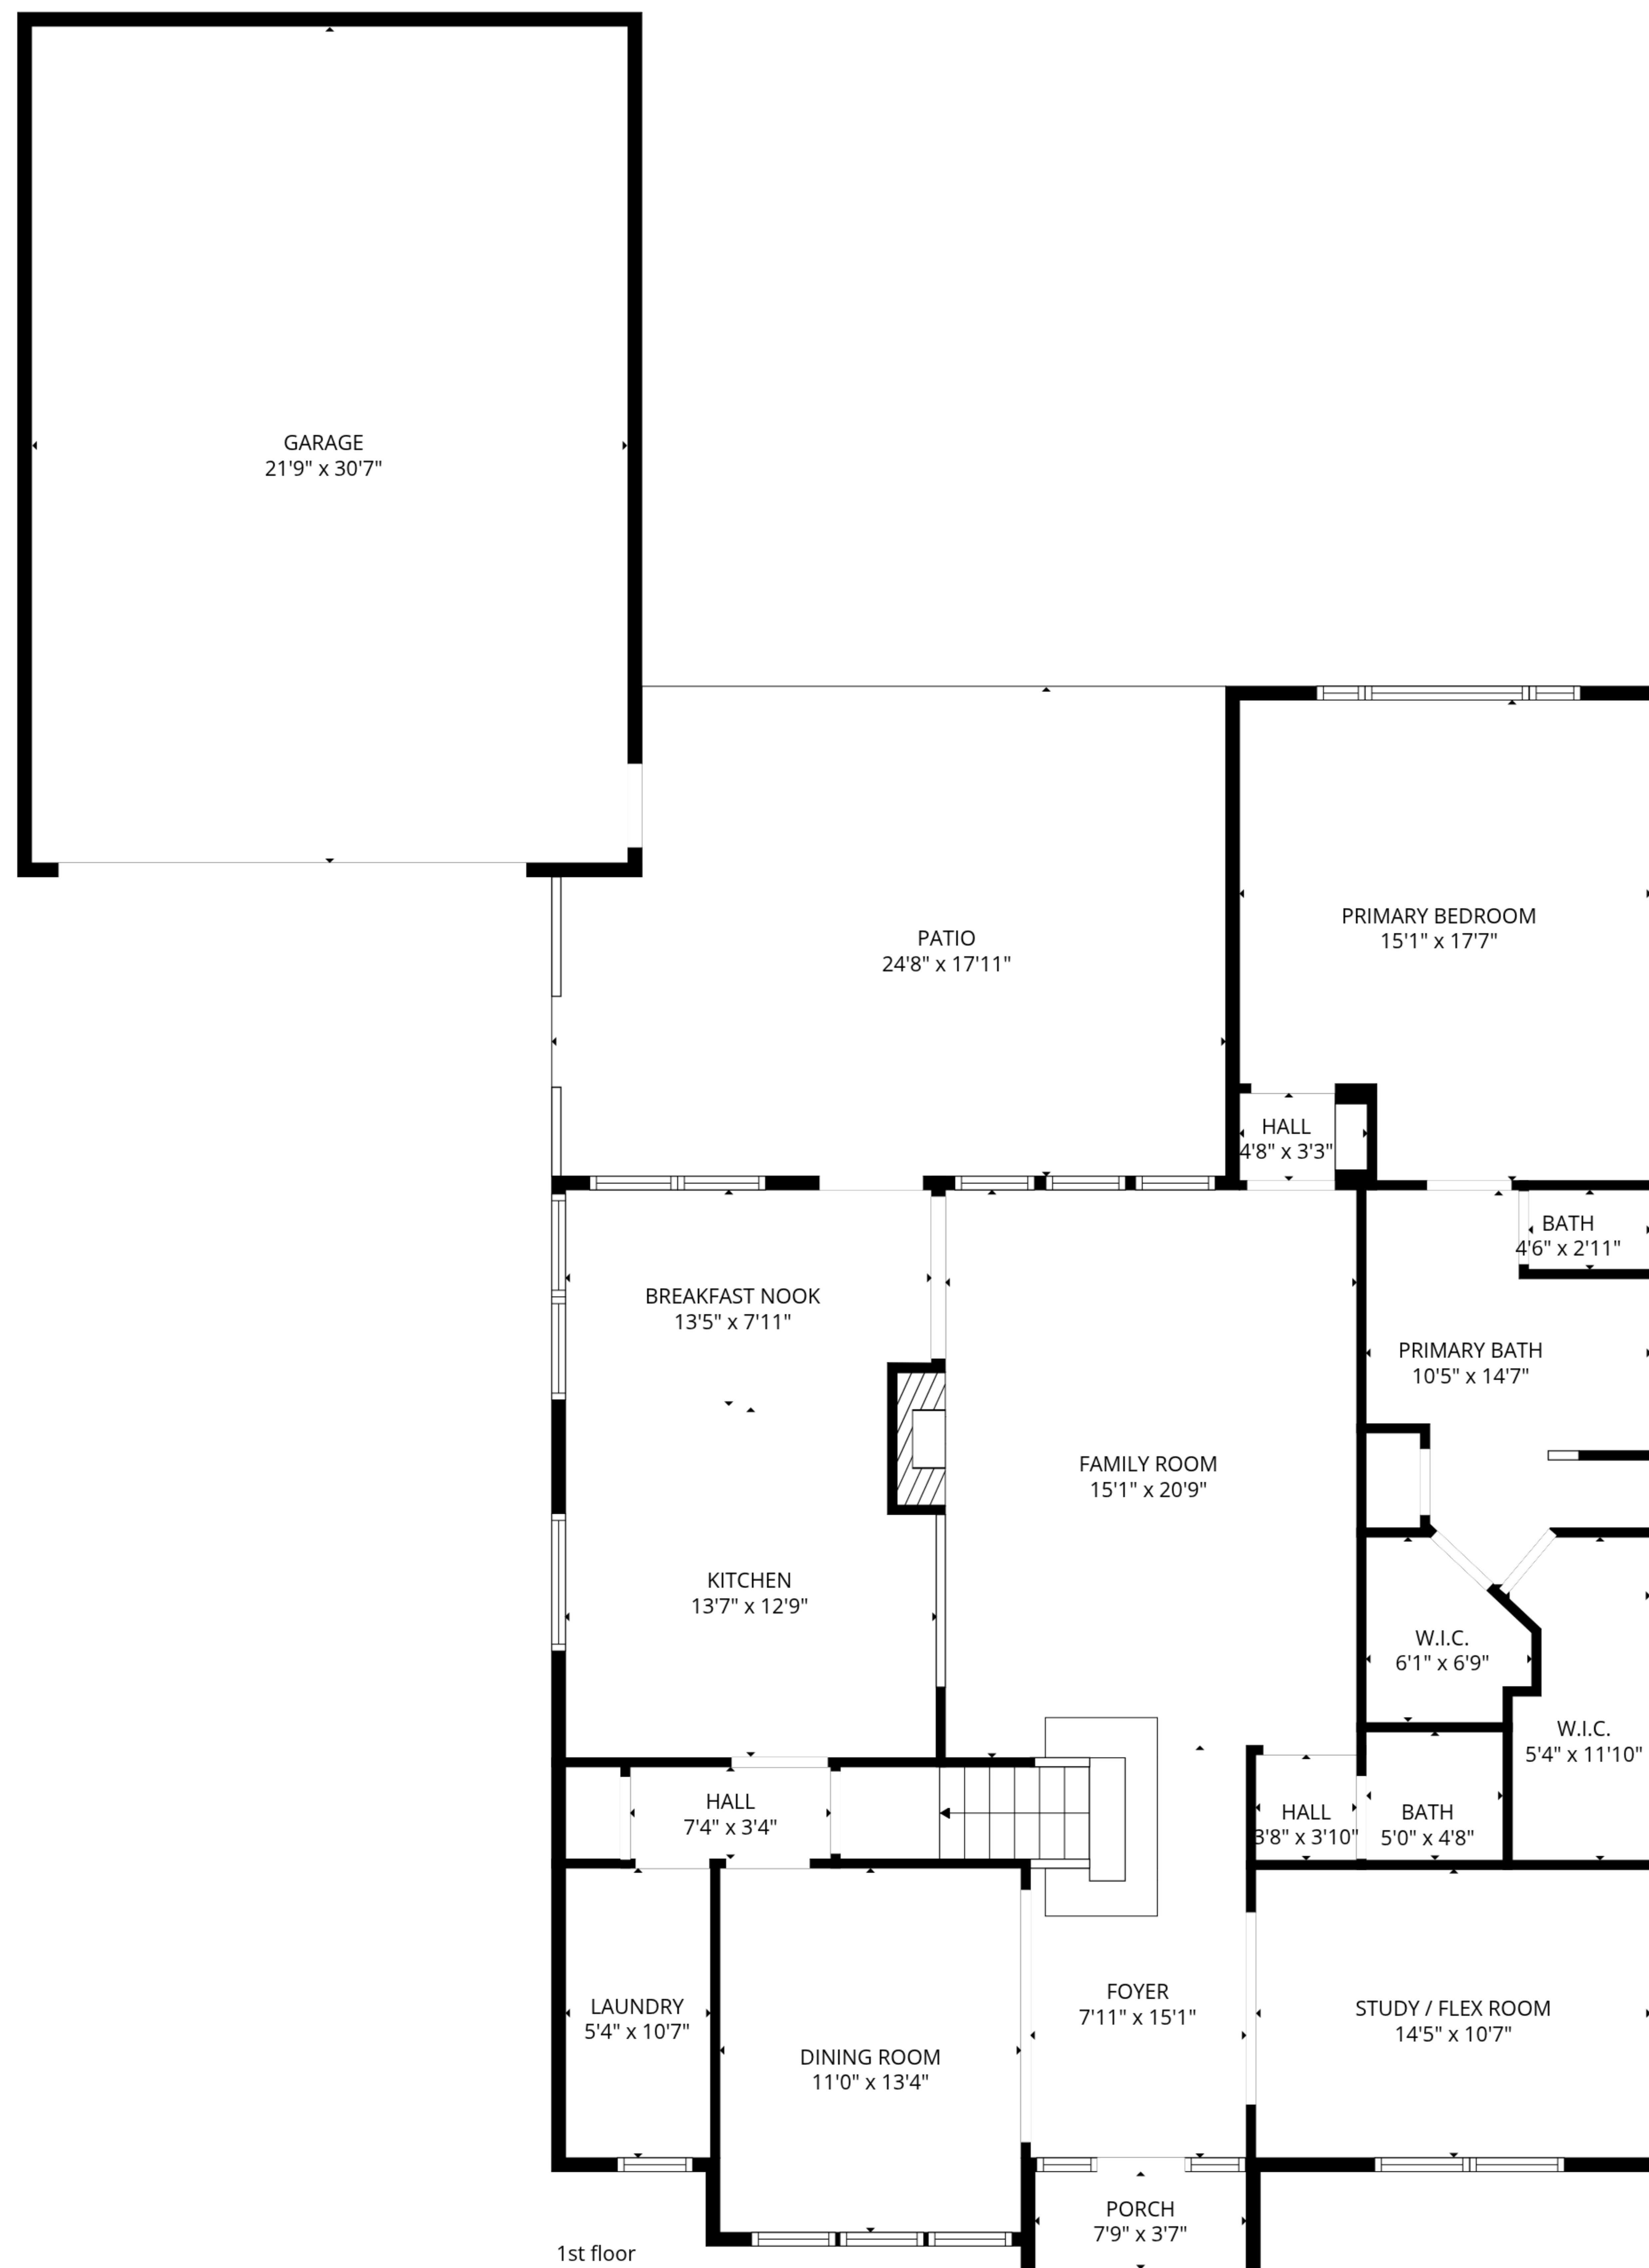 GARAGE
21'9" x 30'7"
PATIO
24'8" x 17'11"
PRIMARY BEDROOM
15'1" x 17'7"
HALL
4'8" x 3'3"
BATH
4'6" x 2'11"
BREAKFAST NOOK
13'5" x 7'11"
PRIMARY BATH
10'5" x 14'7"
FAMILY ROOM
15'1" x 20'9"
KITCHEN
13'7" x 12'9"
W.I.C.
6'1" x 6'9"
W.I.C.
5'4" x 11'10"
HALL
7'4" x 3'4"
HALL
3'8" x 3'10"
BATH
5'0" x 4'8"
LAUNDRY
5'4" x 10'7"
DINING ROOM
11'0" x 13'4"
FOYER
7'11" x 15'1"
STUDY / FLEX ROOM
14'5" x 10'7"
PORCH
7'9" x 3'7"
1st floor